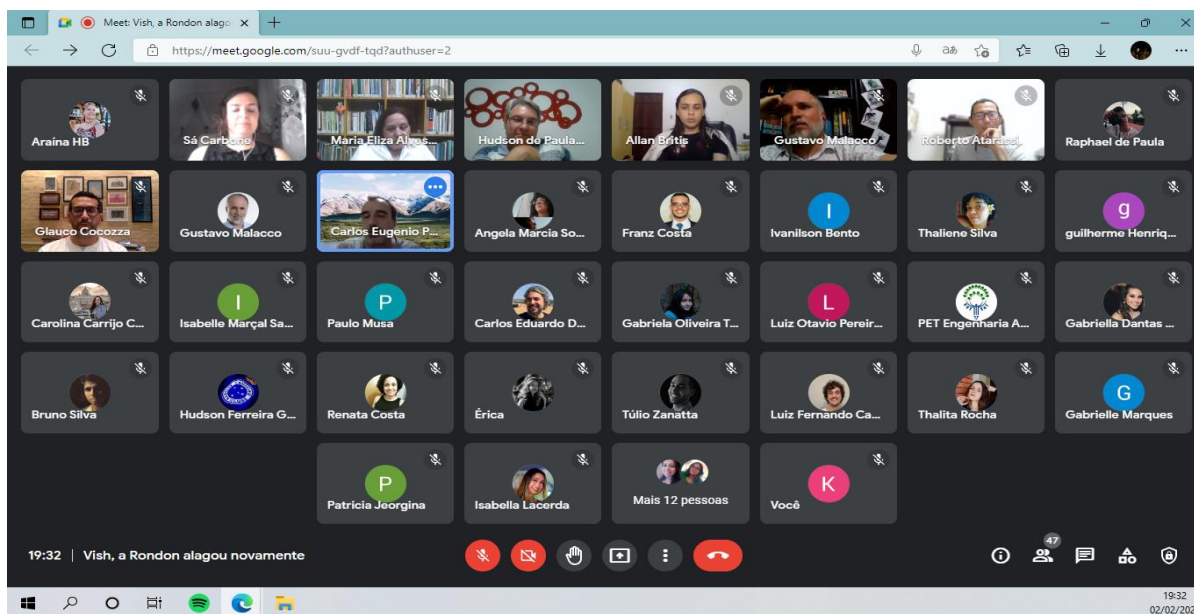 Meet: Vish, a Rondon alago
https://meet.google.com/suu-gvdf-tqd?authuser=2
Araína HB
Sá Carbone
Maria Eliza Alves...
Hudson de Paula...
Allan Britis
Gustavo Malacco
Roberto Atarassi
Raphael de Paula
Glauco Cocozza
Gustavo Malacco
Carlos Eugenio P...
Angela Marcia So...
Franz Costa
I
Ivanilson Bento
Thaliene Silva
g
guilherme Henriq...
Carolina Carrijo C...
I
Isabelle Marçal Sa...
P
Paulo Musa
Carlos Eduardo D...
Gabriela Oliveira T...
L
Luiz Otavio Pereir...
PET Engenharia A...
Gabriella Dantas ...
Bruno Silva
Hudson Ferreira G...
Renata Costa
Érica
Túlio Zanatta
Luiz Fernando Ca...
Thalita Rocha
G
Gabrielle Marques
P
Patricia Jeorgina
Isabella Lacerda
Mais 12 pessoas
K
Você
19:32 | Vish, a Rondon alagou novamente
47
19:32
02/02/202